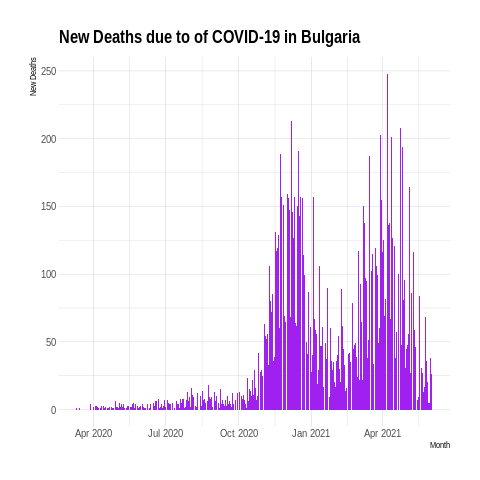 New Deaths due to of COVID-19 in Bulgaria
New Deaths
250
200
150
100
50
0
Apr 2020 Jul 2020 Oct 2020 Jan 2021 Apr 2021
Month